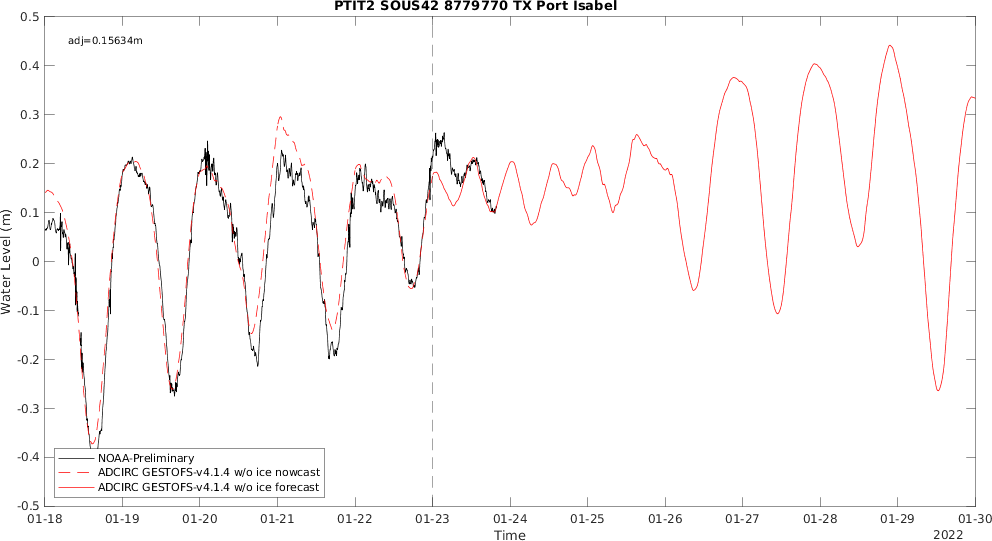 PTIT2 SOUS42 8779770 TX Port Isabel
adj=0.15634m
0.5
0.4
0.3
0.2
0.1
0
-0.1
-0.2
-0.3
-0.4
-0.5
Water Level (m)
NOAA-Preliminary
ADCIRC GESTOFS-v4.1.4 w/o ice nowcast
ADCIRC GESTOFS-v4.1.4 w/o ice forecast
01-18 01-19 01-20 01-21 01-22 01-23 01-24 01-25 01-26 01-27 01-28 01-29 01-30
Time
2022